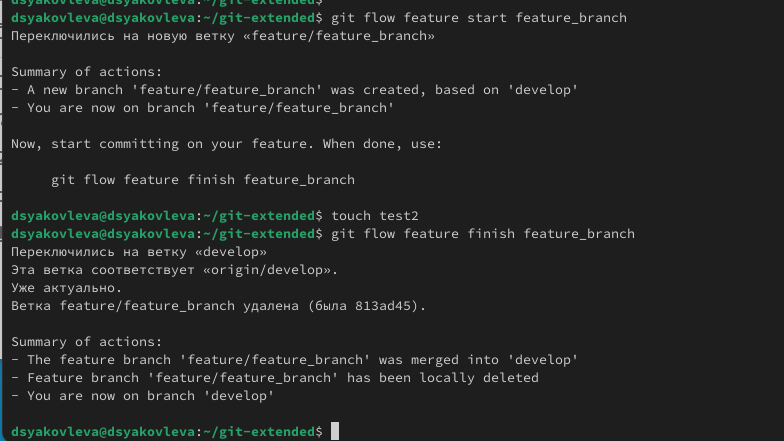 dsyakovleva@dsyakovleva:~/git-extended$
dsyakovleva@dsyakovleva:~/git-extended$ git flow feature start feature_branch
Переключились на новую ветку «feature/feature_branch»
Summary of actions:
- A new branch 'feature/feature_branch' was created, based on 'develop'
- You are now on branch 'feature/feature_branch'
Now, start committing on your feature. When done, use:
git flow feature finish feature_branch
dsyakovleva@dsyakovleva:~/git-extended$ touch test2
dsyakovleva@dsyakovleva:~/git-extended$ git flow feature finish feature_branch
Переключились на ветку «develop»
Эта ветка соответствует «origin/develop».
Уже актуально.
Ветка feature/feature_branch удалена (была 813ad45).
Summary of actions:
- The feature branch 'feature/feature_branch' was merged into 'develop'
- Feature branch 'feature/feature_branch' has been locally deleted
- You are now on branch 'develop'
dsyakovleva@dsyakovleva:~/git-extended$